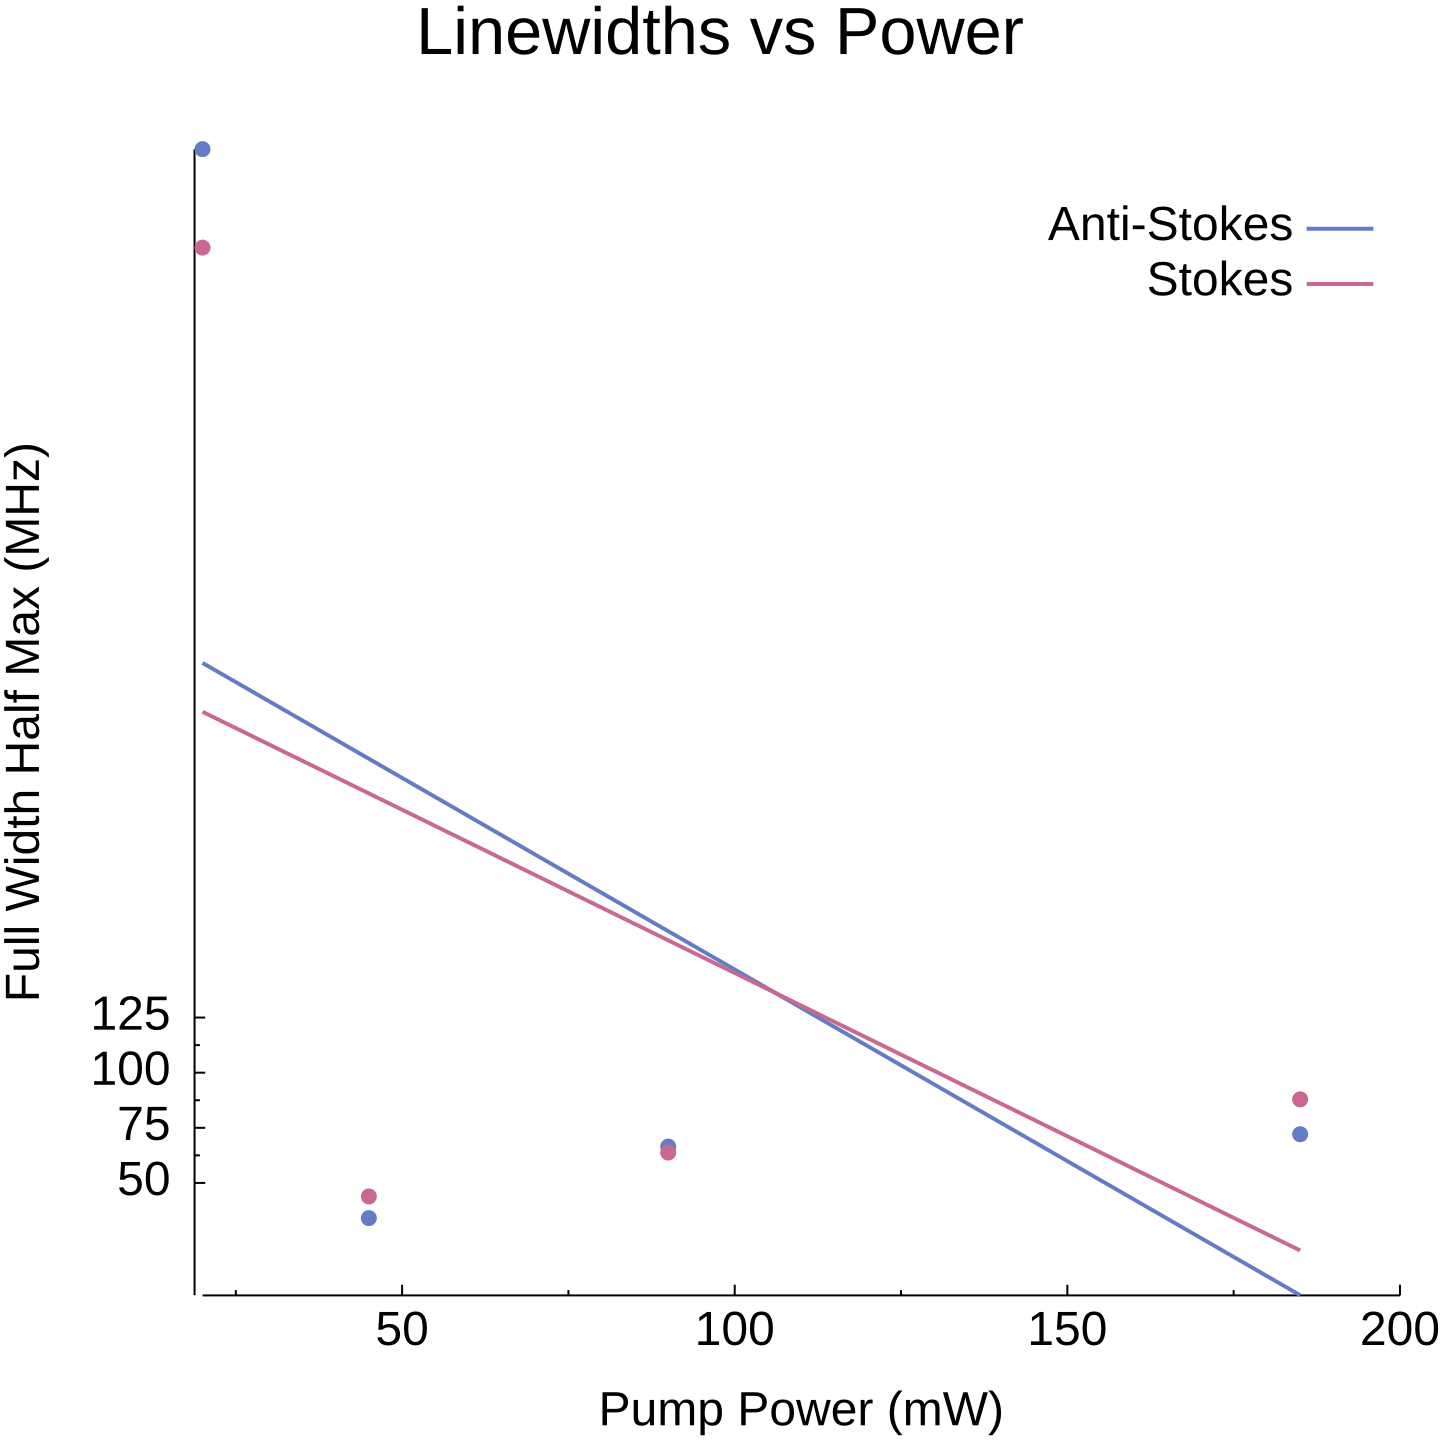 Linewidths vs Power
Anti-Stokes
Stokes
Full Width Half Max (MHz)
125
100
75
50
50 100 150 200
Pump Power (mW)